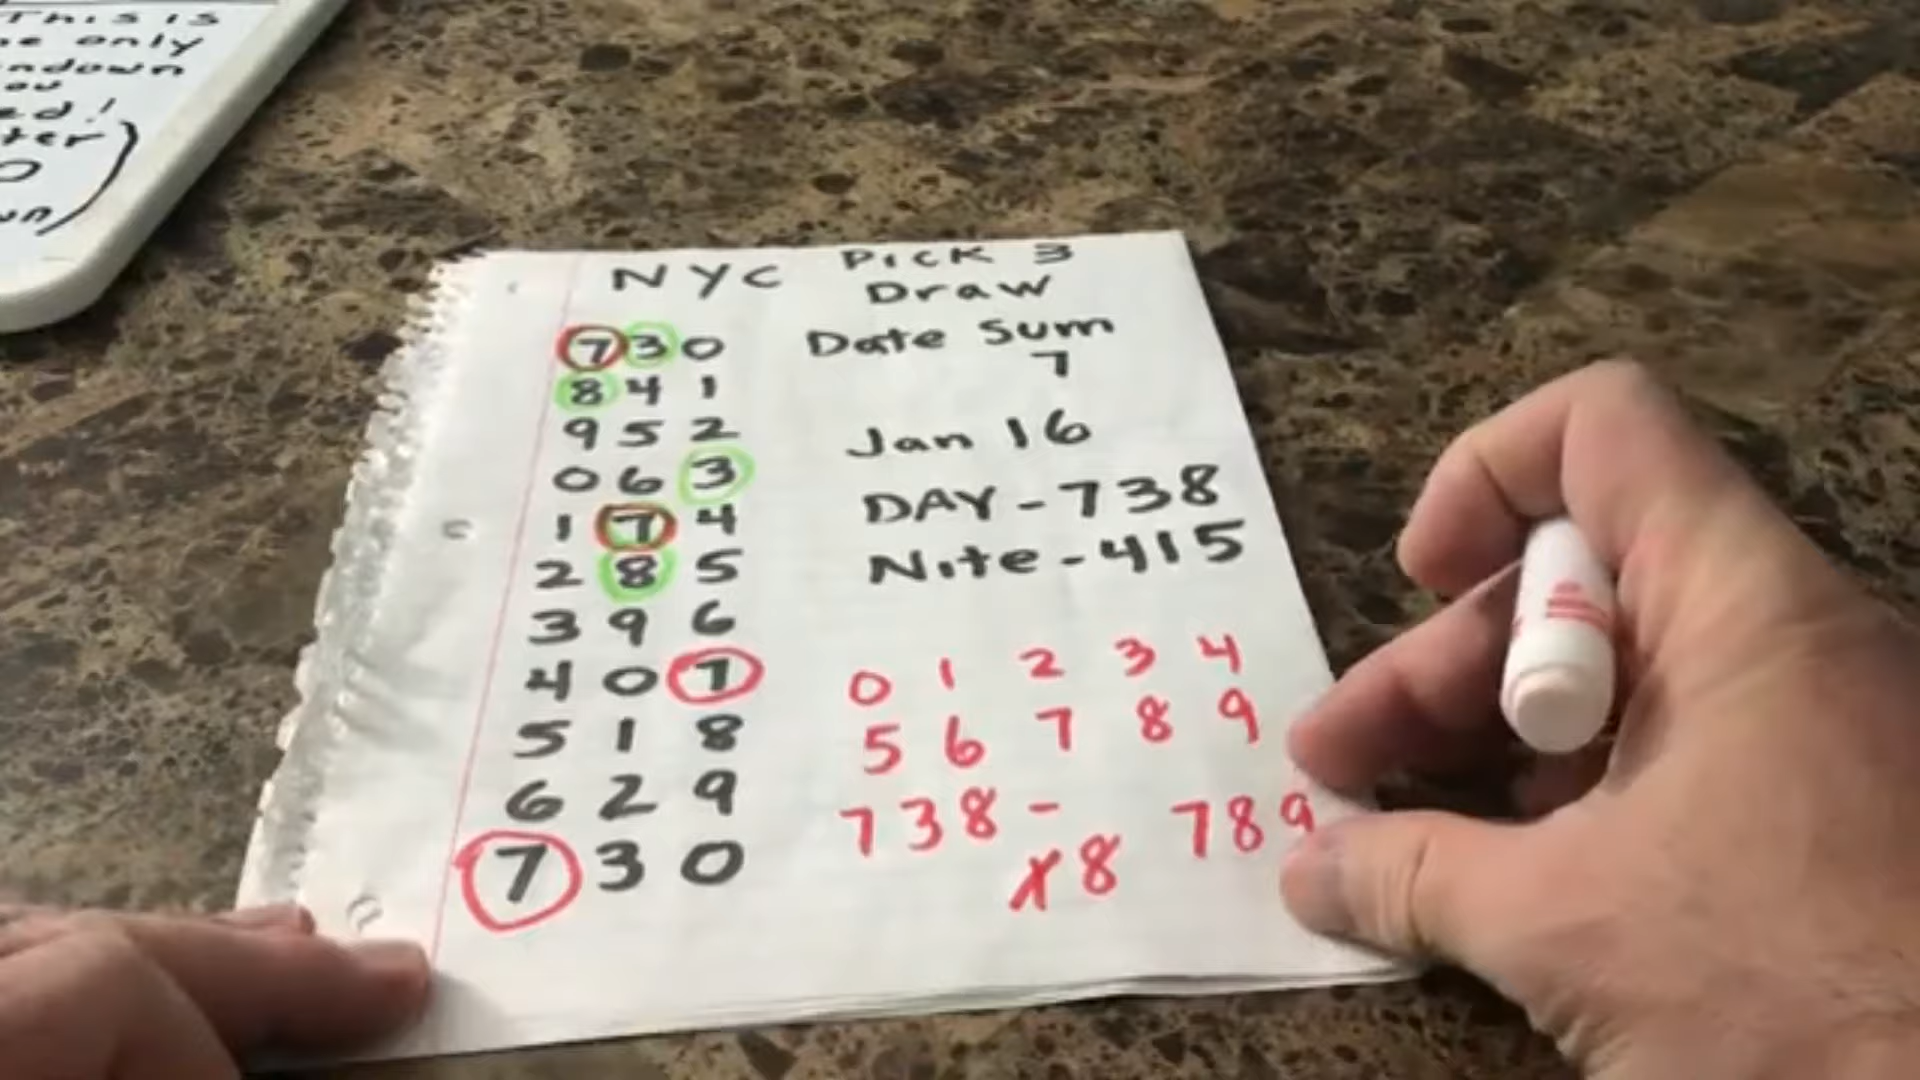 This is
only
ou
NYC Pick 3
Draw
730
841
952
063
174
285
396
407
518
629
730
Date Sum
7
Jan 16
DAY - 738
Nite - 415
0 1 2 3 4
5 6 7 8 9
738 - 789
x8